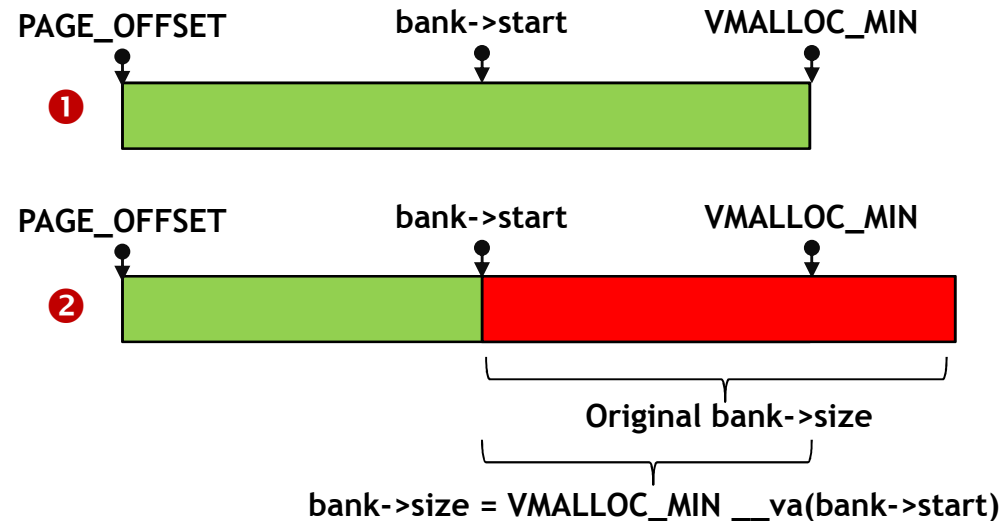 PAGE_OFFSET bank->start VMALLOC_MIN
❶
PAGE_OFFSET bank->start VMALLOC_MIN
❷
Original bank->size
bank->size = VMALLOC_MIN __va(bank->start)